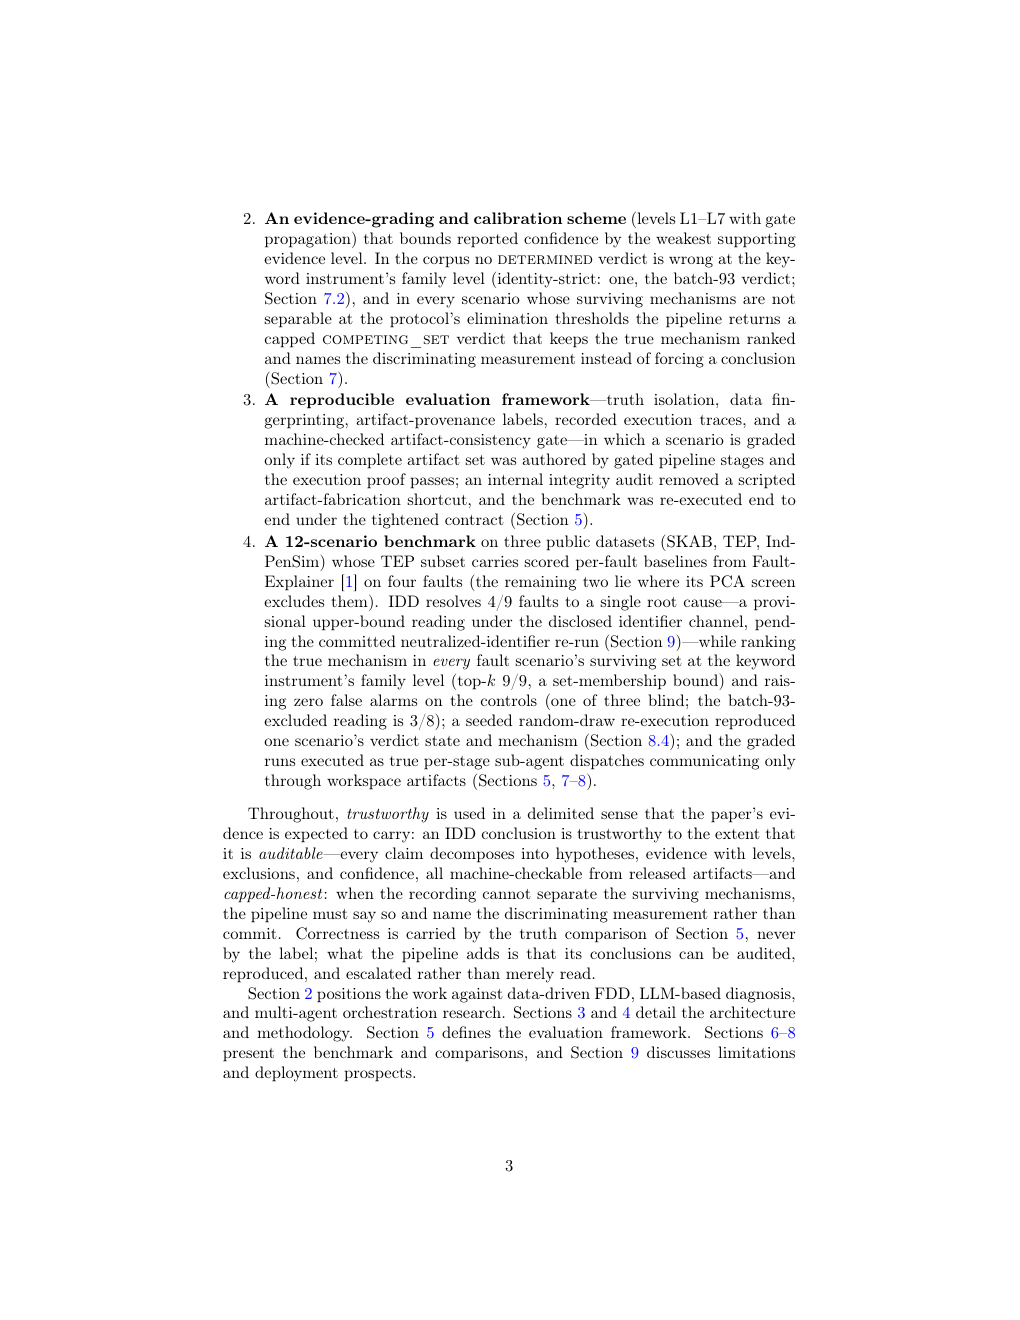 2. An evidence-grading and calibration scheme (levels L1–L7 with gate
propagation) that bounds reported confidence by the weakest supporting
evidence level. In the corpus no DETERMINED verdict is wrong at the key-
word instrument's family level (identity-strict: one, the batch-93 verdict;
Section 7.2), and in every scenario whose surviving mechanisms are not
separable at the protocol's elimination thresholds the pipeline returns a
capped COMPETING_SET verdict that keeps the true mechanism ranked
and names the discriminating measurement instead of forcing a conclusion
(Section 7).
3. A reproducible evaluation framework—truth isolation, data fin-
gerprinting, artifact-provenance labels, recorded execution traces, and a
machine-checked artifact-consistency gate—in which a scenario is graded
only if its complete artifact set was authored by gated pipeline stages and
the execution proof passes; an internal integrity audit removed a scripted
artifact-fabrication shortcut, and the benchmark was re-executed end to
end under the tightened contract (Section 5).
4. A 12-scenario benchmark on three public datasets (SKAB, TEP, Ind-
PenSim) whose TEP subset carries scored per-fault baselines from Fault-
Explainer [1] on four faults (the remaining two lie where its PCA screen
excludes them). IDD resolves 4/9 faults to a single root cause—a provi-
sional upper-bound reading under the disclosed identifier channel, pend-
ing the committed neutralized-identifier re-run (Section 9)—while ranking
the true mechanism in every fault scenario's surviving set at the keyword
instrument's family level (top-k 9/9, a set-membership bound) and rais-
ing zero false alarms on the controls (one of three blind; the batch-93-
excluded reading is 3/8); a seeded random-draw re-execution reproduced
one scenario's verdict state and mechanism (Section 8.4); and the graded
runs executed as true per-stage sub-agent dispatches communicating only
through workspace artifacts (Sections 5, 7–8).
Throughout, trustworthy is used in a delimited sense that the paper's evi-
dence is expected to carry: an IDD conclusion is trustworthy to the extent that
it is auditable—every claim decomposes into hypotheses, evidence with levels,
exclusions, and confidence, all machine-checkable from released artifacts—and
capped-honest: when the recording cannot separate the surviving mechanisms,
the pipeline must say so and name the discriminating measurement rather than
commit. Correctness is carried by the truth comparison of Section 5, never
by the label; what the pipeline adds is that its conclusions can be audited,
reproduced, and escalated rather than merely read.
Section 2 positions the work against data-driven FDD, LLM-based diagnosis,
and multi-agent orchestration research. Sections 3 and 4 detail the architecture
and methodology. Section 5 defines the evaluation framework. Sections 6–8
present the benchmark and comparisons, and Section 9 discusses limitations
and deployment prospects.
3